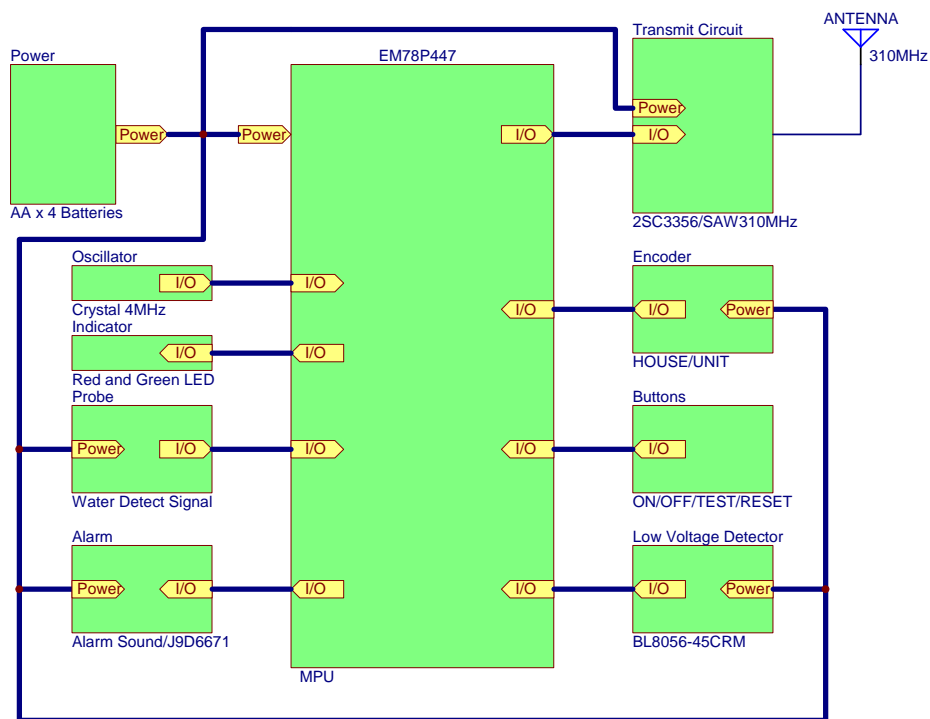 ANTENNA
310MHz
Transmit Circuit
Power
I/O
2SC3356/SAW310MHz
Power
Power
AA x 4 Batteries
EM78P447
Power
I/O
I/O
I/O
I/O
I/O
I/O
I/O
I/O
I/O
MPU
Oscillator
I/O
Crystal 4MHz
Indicator
I/O
Red and Green LED
Probe
Power
I/O
Water Detect Signal
Alarm
Power
I/O
Alarm Sound/J9D6671
Encoder
I/O
Power
HOUSE/UNIT
Buttons
I/O
ON/OFF/TEST/RESET
Low Voltage Detector
I/O
Power
BL8056-45CRM